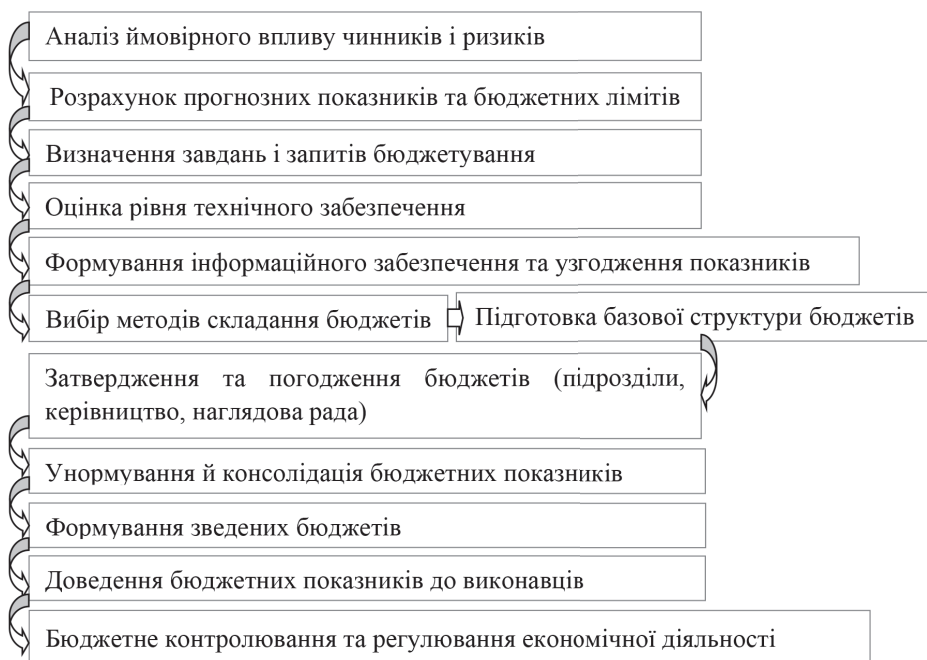 Аналіз ймовірного впливу чинників і ризиків
Розрахунок прогнозних показників та бюджетних лімітів
Визначення завдань і запитів бюджетування
Оцінка рівня технічного забезпечення
Формування інформаційного забезпечення та узгодження показників
Вибір методів складання бюджетів
Підготовка базової структури бюджетів
Затвердження та погодження бюджетів (підрозділи,
керівництво, наглядова рада)
Унормування й консолідація бюджетних показників
Формування зведених бюджетів
Доведення бюджетних показників до виконавців
Бюджетне контролювання та регулювання економічної діяльності